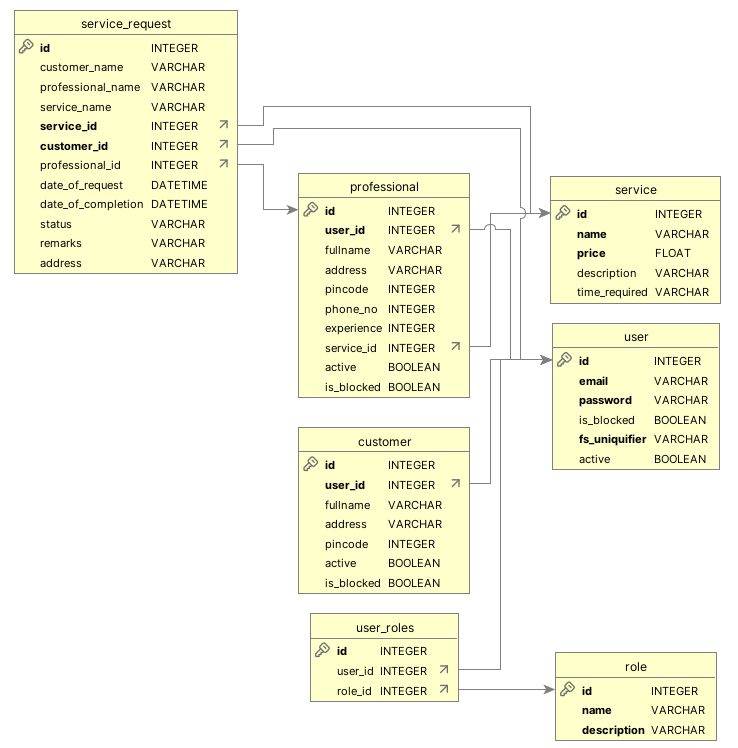 service_request
id INTEGER
customer_name VARCHAR
professional_name VARCHAR
service_name VARCHAR
service_id INTEGER
customer_id INTEGER
professional_id INTEGER
date_of_request DATETIME
date_of_completion DATETIME
status VARCHAR
remarks VARCHAR
address VARCHAR
professional
id INTEGER
user_id INTEGER
fullname VARCHAR
address VARCHAR
pincode INTEGER
phone_no INTEGER
experience INTEGER
service_id INTEGER
active BOOLEAN
is_blocked BOOLEAN
service
id INTEGER
name VARCHAR
price FLOAT
description VARCHAR
time_required VARCHAR
user
id INTEGER
email VARCHAR
password VARCHAR
is_blocked BOOLEAN
fs_uniquifier VARCHAR
active BOOLEAN
customer
id INTEGER
user_id INTEGER
fullname VARCHAR
address VARCHAR
pincode INTEGER
active BOOLEAN
is_blocked BOOLEAN
user_roles
id INTEGER
user_id INTEGER
role_id INTEGER
role
id INTEGER
name VARCHAR
description VARCHAR